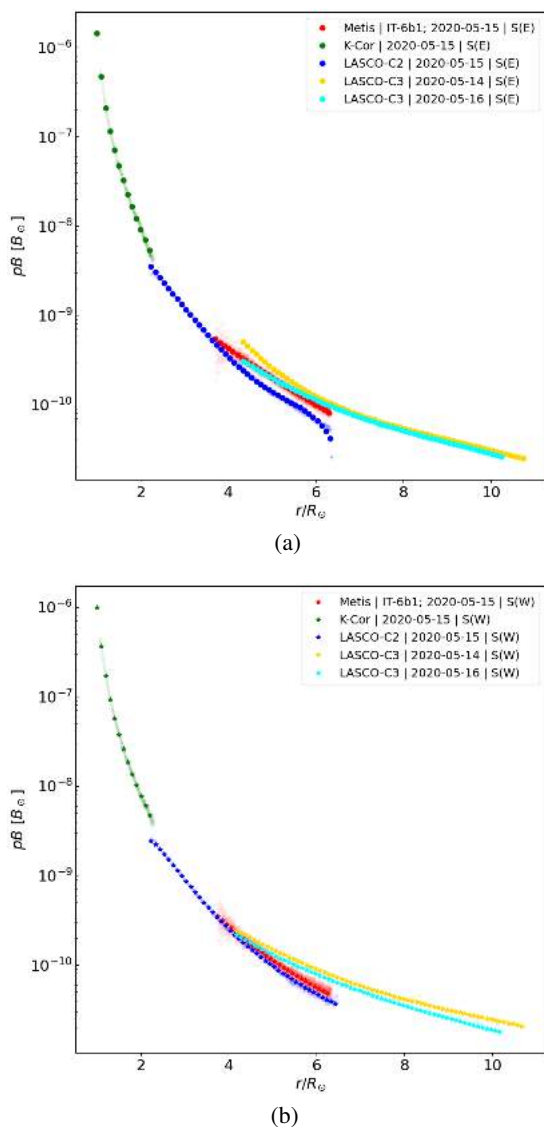 Metis | IT-6b1; 2020-05-15 | S(E)
K-Cor | 2020-05-15 | S(E)
LASCO-C2 | 2020-05-15 | S(E)
LASCO-C3 | 2020-05-14 | S(E)
LASCO-C3 | 2020-05-16 | S(E)
10⁻⁶
10⁻⁷
10⁻⁸
10⁻⁹
10⁻¹⁰
pB [B⊙]
2 4 6 8 10
r/R⊙
(a)
Metis | IT-6b1; 2020-05-15 | S(W)
K-Cor | 2020-05-15 | S(W)
LASCO-C2 | 2020-05-15 | S(W)
LASCO-C3 | 2020-05-14 | S(W)
LASCO-C3 | 2020-05-16 | S(W)
10⁻⁶
10⁻⁷
10⁻⁸
10⁻⁹
10⁻¹⁰
pB [B⊙]
2 4 6 8 10
r/R⊙
(b)